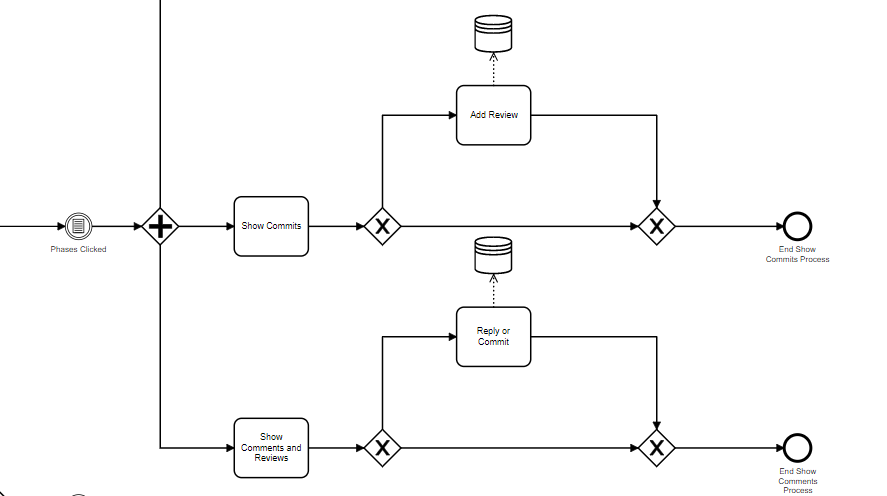 Add Review
Show Commits
Phases Clicked
End Show
Commits Process
Reply or
Commit
Show
Comments and
Reviews
End Show
Comments
Process